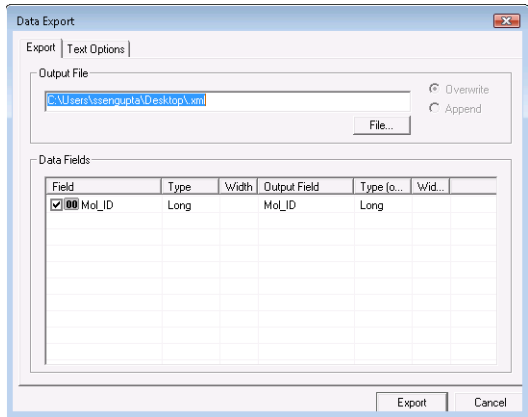 Data Export
Export Text Options
Output File
C:\Users\ssengupta\Desktop\.xml
Overwrite
Append
File...
Data Fields
Field Type Width Output Field Type (o... Wid...
00 Mol_ID Long Mol_ID Long
Export Cancel